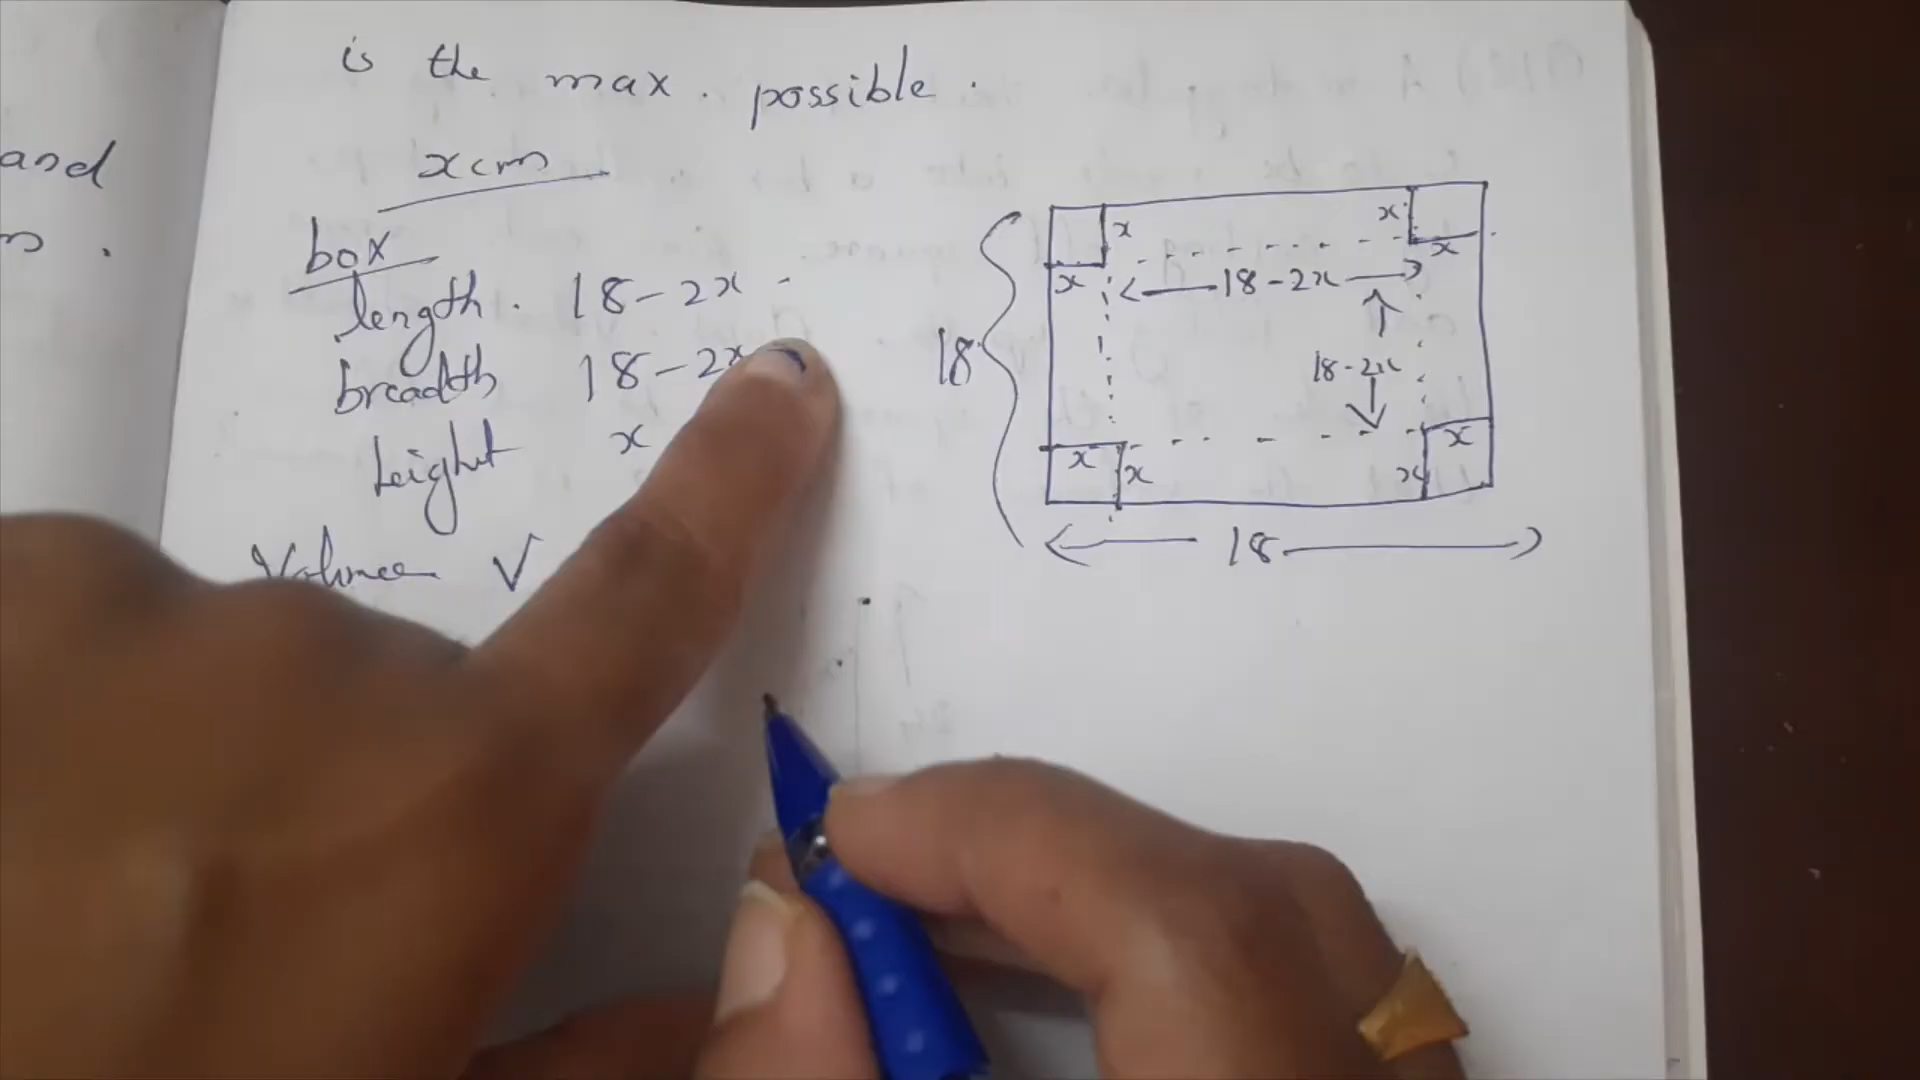 and
is the max. possible.
x cm
box
length. 18-2x
breadth 18-2x
height x
Volume V
x x
x x
18-2x
18-2x
18
x x
x x
18